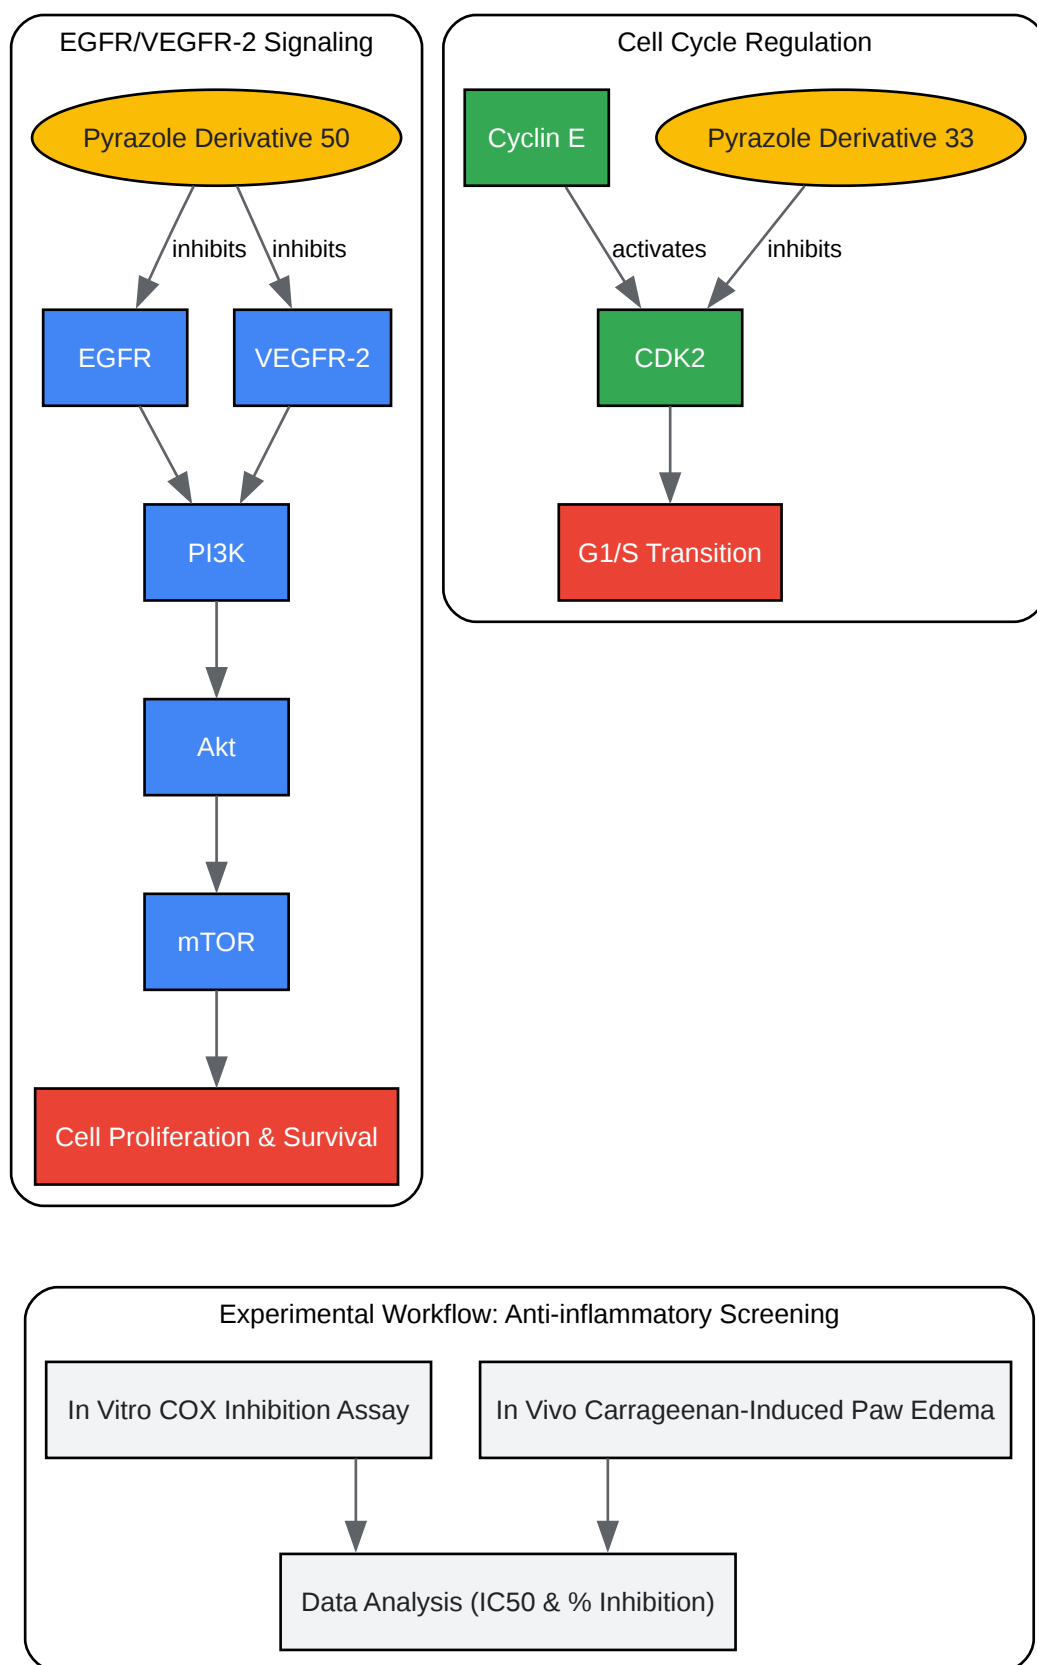 EGFR/VEGFR-2 Signaling
Pyrazole Derivative 50
inhibits
inhibits
EGFR
VEGFR-2
PI3K
Akt
mTOR
Cell Proliferation & Survival
Cell Cycle Regulation
Cyclin E
Pyrazole Derivative 33
activates
inhibits
CDK2
G1/S Transition
Experimental Workflow: Anti-inflammatory Screening
In Vitro COX Inhibition Assay
In Vivo Carrageenan-Induced Paw Edema
Data Analysis (IC50 & % Inhibition)